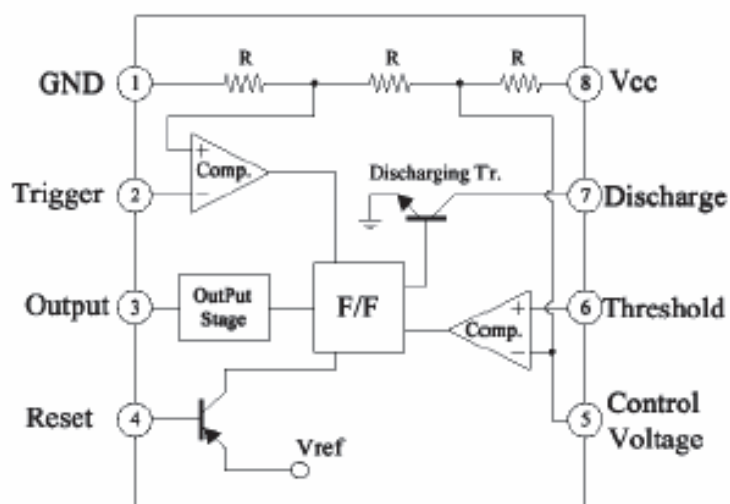 R R R
GND 1 8 Vcc
+
Comp.
−
Discharging Tr.
Trigger 2 7 Discharge
Output 3 OutPut
Stage
F/F
+
Comp.
−
6 Threshold
Reset 4 5 Control
Voltage
Vref